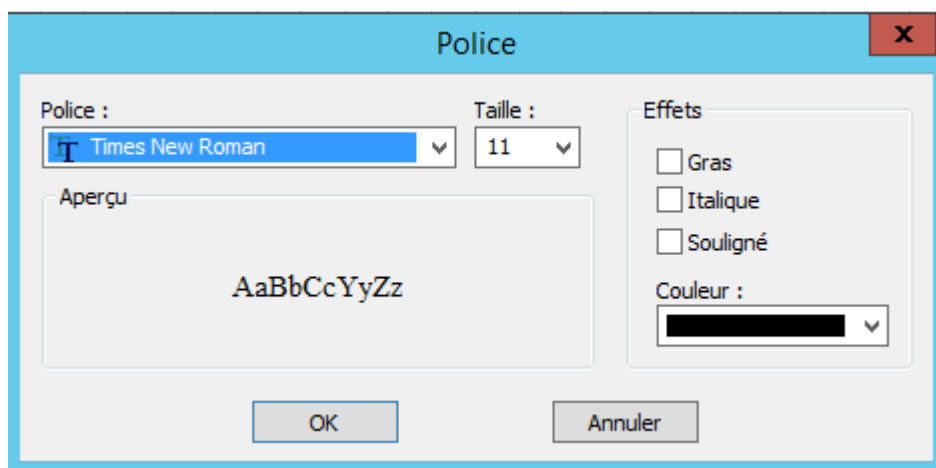 Police
Police :
Taille :
Effets
Times New Roman
11
Gras
Italique
Souligné
Aperçu
AaBbCcYyZz
Couleur :
OK
Annuler